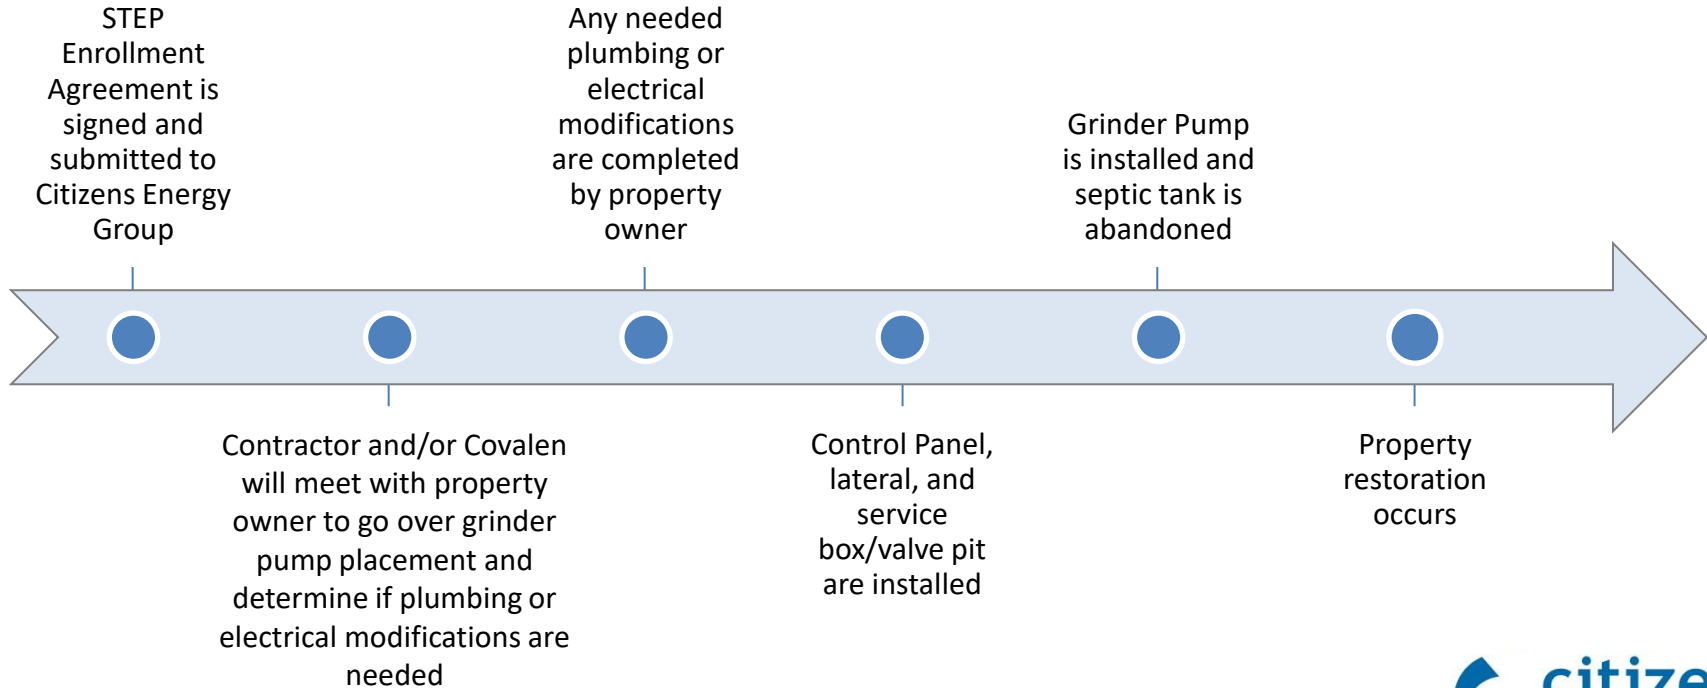 STEP
Enrollment
Agreement is
signed and
submitted to
Citizens Energy
Group
Contractor and/or Covalen
will meet with property
owner to go over grinder
pump placement and
determine if plumbing or
electrical modifications are
needed
Any needed
plumbing or
electrical
modifications
are completed
by property
owner
Control Panel,
lateral, and
service
box/valve pit
are installed
Grinder Pump
is installed and
septic tank is
abandoned
Property
restoration
occurs
citize